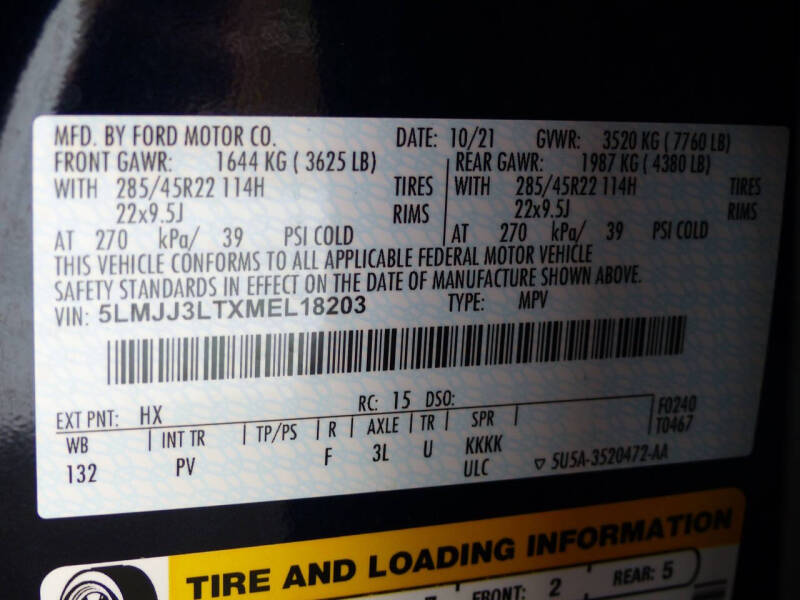 MFD. BY FORD MOTOR CO. DATE: 10/21 GVWR: 3520 KG ( 7760 LB)
FRONT GAWR: 1644 KG ( 3625 LB) REAR GAWR: 1987 KG ( 4380 LB)
WITH 285/45R22 114H TIRES WITH 285/45R22 114H TIRES
22x9.5J RIMS 22x9.5J RIMS
AT 270 kPa/ 39 PSI COLD AT 270 kPa/ 39 PSI COLD
THIS VEHICLE CONFORMS TO ALL APPLICABLE FEDERAL MOTOR VEHICLE
SAFETY STANDARDS IN EFFECT ON THE DATE OF MANUFACTURE SHOWN ABOVE.
VIN: 5LMJJ3LTXMEL18203 TYPE: MPV
EXT PNT: HX RC: 15 DSO: F0240
T0467
WB INT TR TP/PS R AXLE TR SPR
132 PV F 3L U KKKK
ULC 5U5A-3520472-AA
TIRE AND LOADING INFORMATION
FRONT: 2 REAR: 5